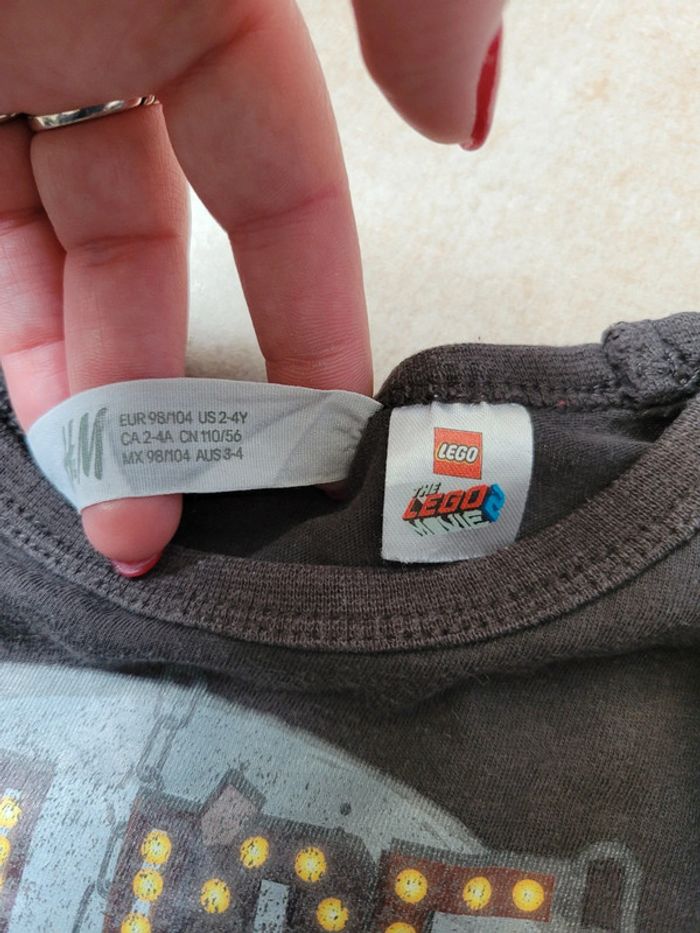 H&M
EUR 98/104 US 2-4Y
CA 2-4A CN 110/56
MX 98/104 AUS 3-4
LEGO
THE
LEGO
MOVIE 2